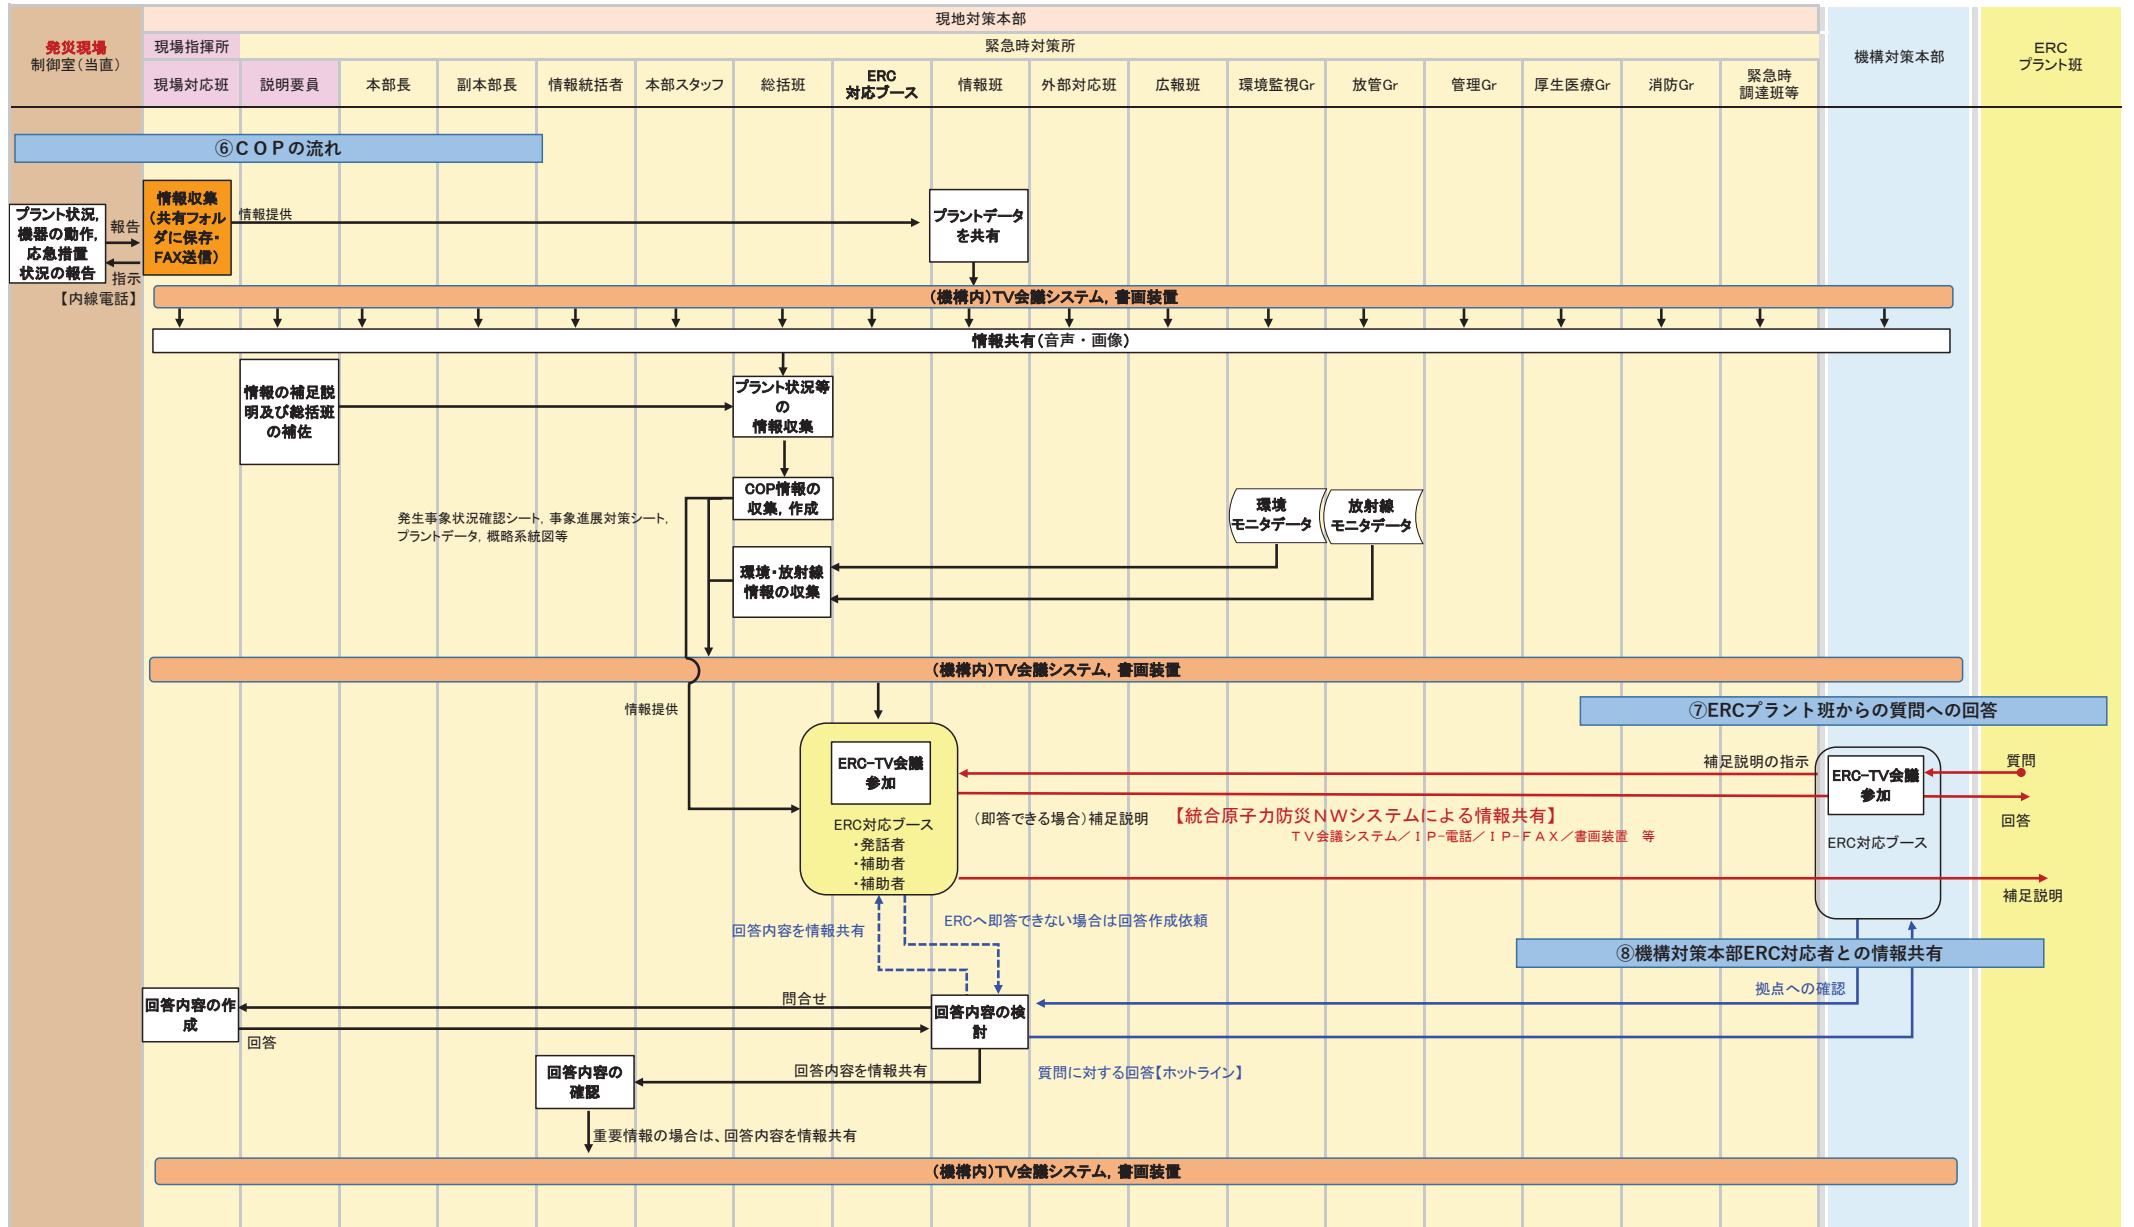 現地対策本部
発災現場
制御室(当直)
現場指揮所
緊急時対策所
機構対策本部
ERC
プラント班
現場対応班
説明要員
本部長
副本部長
情報統括者
本部スタッフ
総括班
ERC
対応ブース
情報班
外部対応班
広報班
環境監視Gr
放管Gr
管理Gr
厚生医療Gr
消防Gr
緊急時
調達班等
⑥ＣＯＰの流れ
プラント状況,
機器の動作,
応急措置
状況の報告
報告
指示
【内線電話】
情報収集
(共有フォル
ダに保存・
FAX送信)
情報提供
プラントデータ
を共有
(機構内)TV会議システム, 書画装置
情報共有(音声・画像)
情報の補足説
明及び総括班
の補佐
プラント状況等
の
情報収集
COP情報の
収集, 作成
発生事象状況確認シート, 事象進展対策シート,
プラントデータ, 概略系統図等
環境
モニタデータ
放射線
モニタデータ
環境・放射線
情報の収集
(機構内)TV会議システム, 書画装置
情報提供
⑦ERCプラント班からの質問への回答
ERC-TV会議
参加
ERC対応ブース
・発話者
・補助者
・補助者
補足説明の指示
ERC-TV会議
参加
ERC対応ブース
質問
回答
(即答できる場合)補足説明
【統合原子力防災ＮＷシステムによる情報共有】
ＴＶ会議システム／ＩＰ-電話／ＩＰ-ＦＡＸ／書画装置　等
補足説明
回答内容を情報共有
ERCへ即答できない場合は回答作成依頼
⑧機構対策本部ERC対応者との情報共有
拠点への確認
回答内容の作
成
問合せ
回答
回答内容の検
討
回答内容の
確認
回答内容を情報共有
質問に対する回答【ホットライン】
重要情報の場合は、回答内容を情報共有
(機構内)TV会議システム, 書画装置